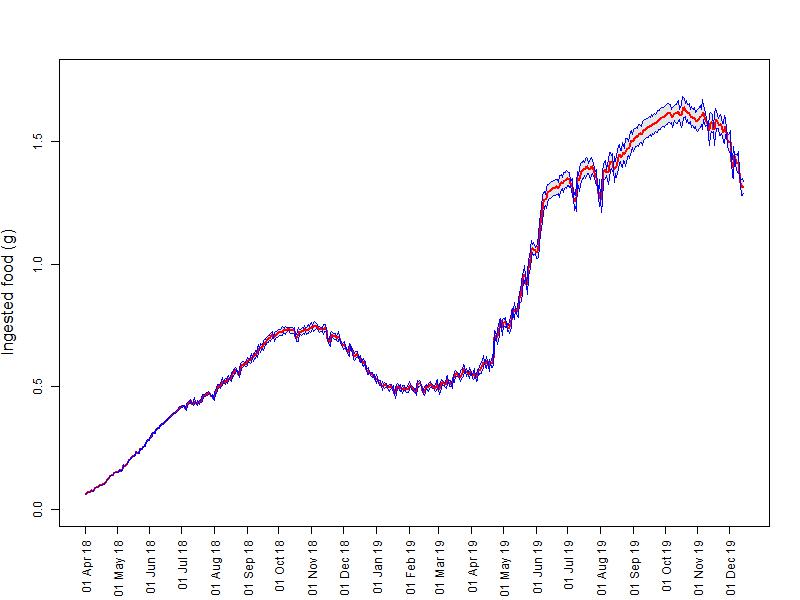 Ingested food (g)
1.5
1.0
0.5
0.0
01 Apr 18
01 May 18
01 Jun 18
01 Jul 18
01 Aug 18
01 Sep 18
01 Oct 18
01 Nov 18
01 Dec 18
01 Jan 19
01 Feb 19
01 Mar 19
01 Apr 19
01 May 19
01 Jun 19
01 Jul 19
01 Aug 19
01 Sep 19
01 Oct 19
01 Nov 19
01 Dec 19